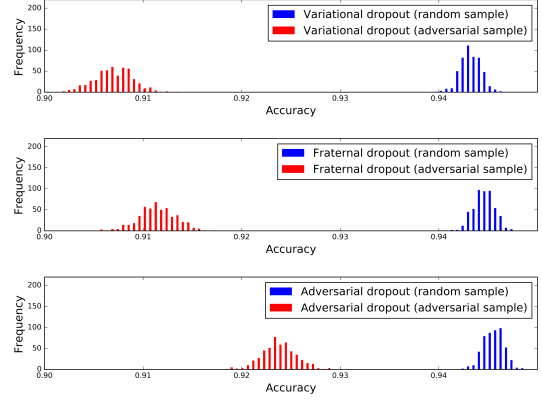 200
150
100
50
0
Frequency
Variational dropout (random sample)
Variational dropout (adversarial sample)
0.90 0.91 0.92 0.93 0.94
Accuracy
200
150
100
50
0
Frequency
Fraternal dropout (random sample)
Fraternal dropout (adversarial sample)
0.90 0.91 0.92 0.93 0.94
Accuracy
200
150
100
50
0
Frequency
Adversarial dropout (random sample)
Adversarial dropout (adversarial sample)
0.90 0.91 0.92 0.93 0.94
Accuracy